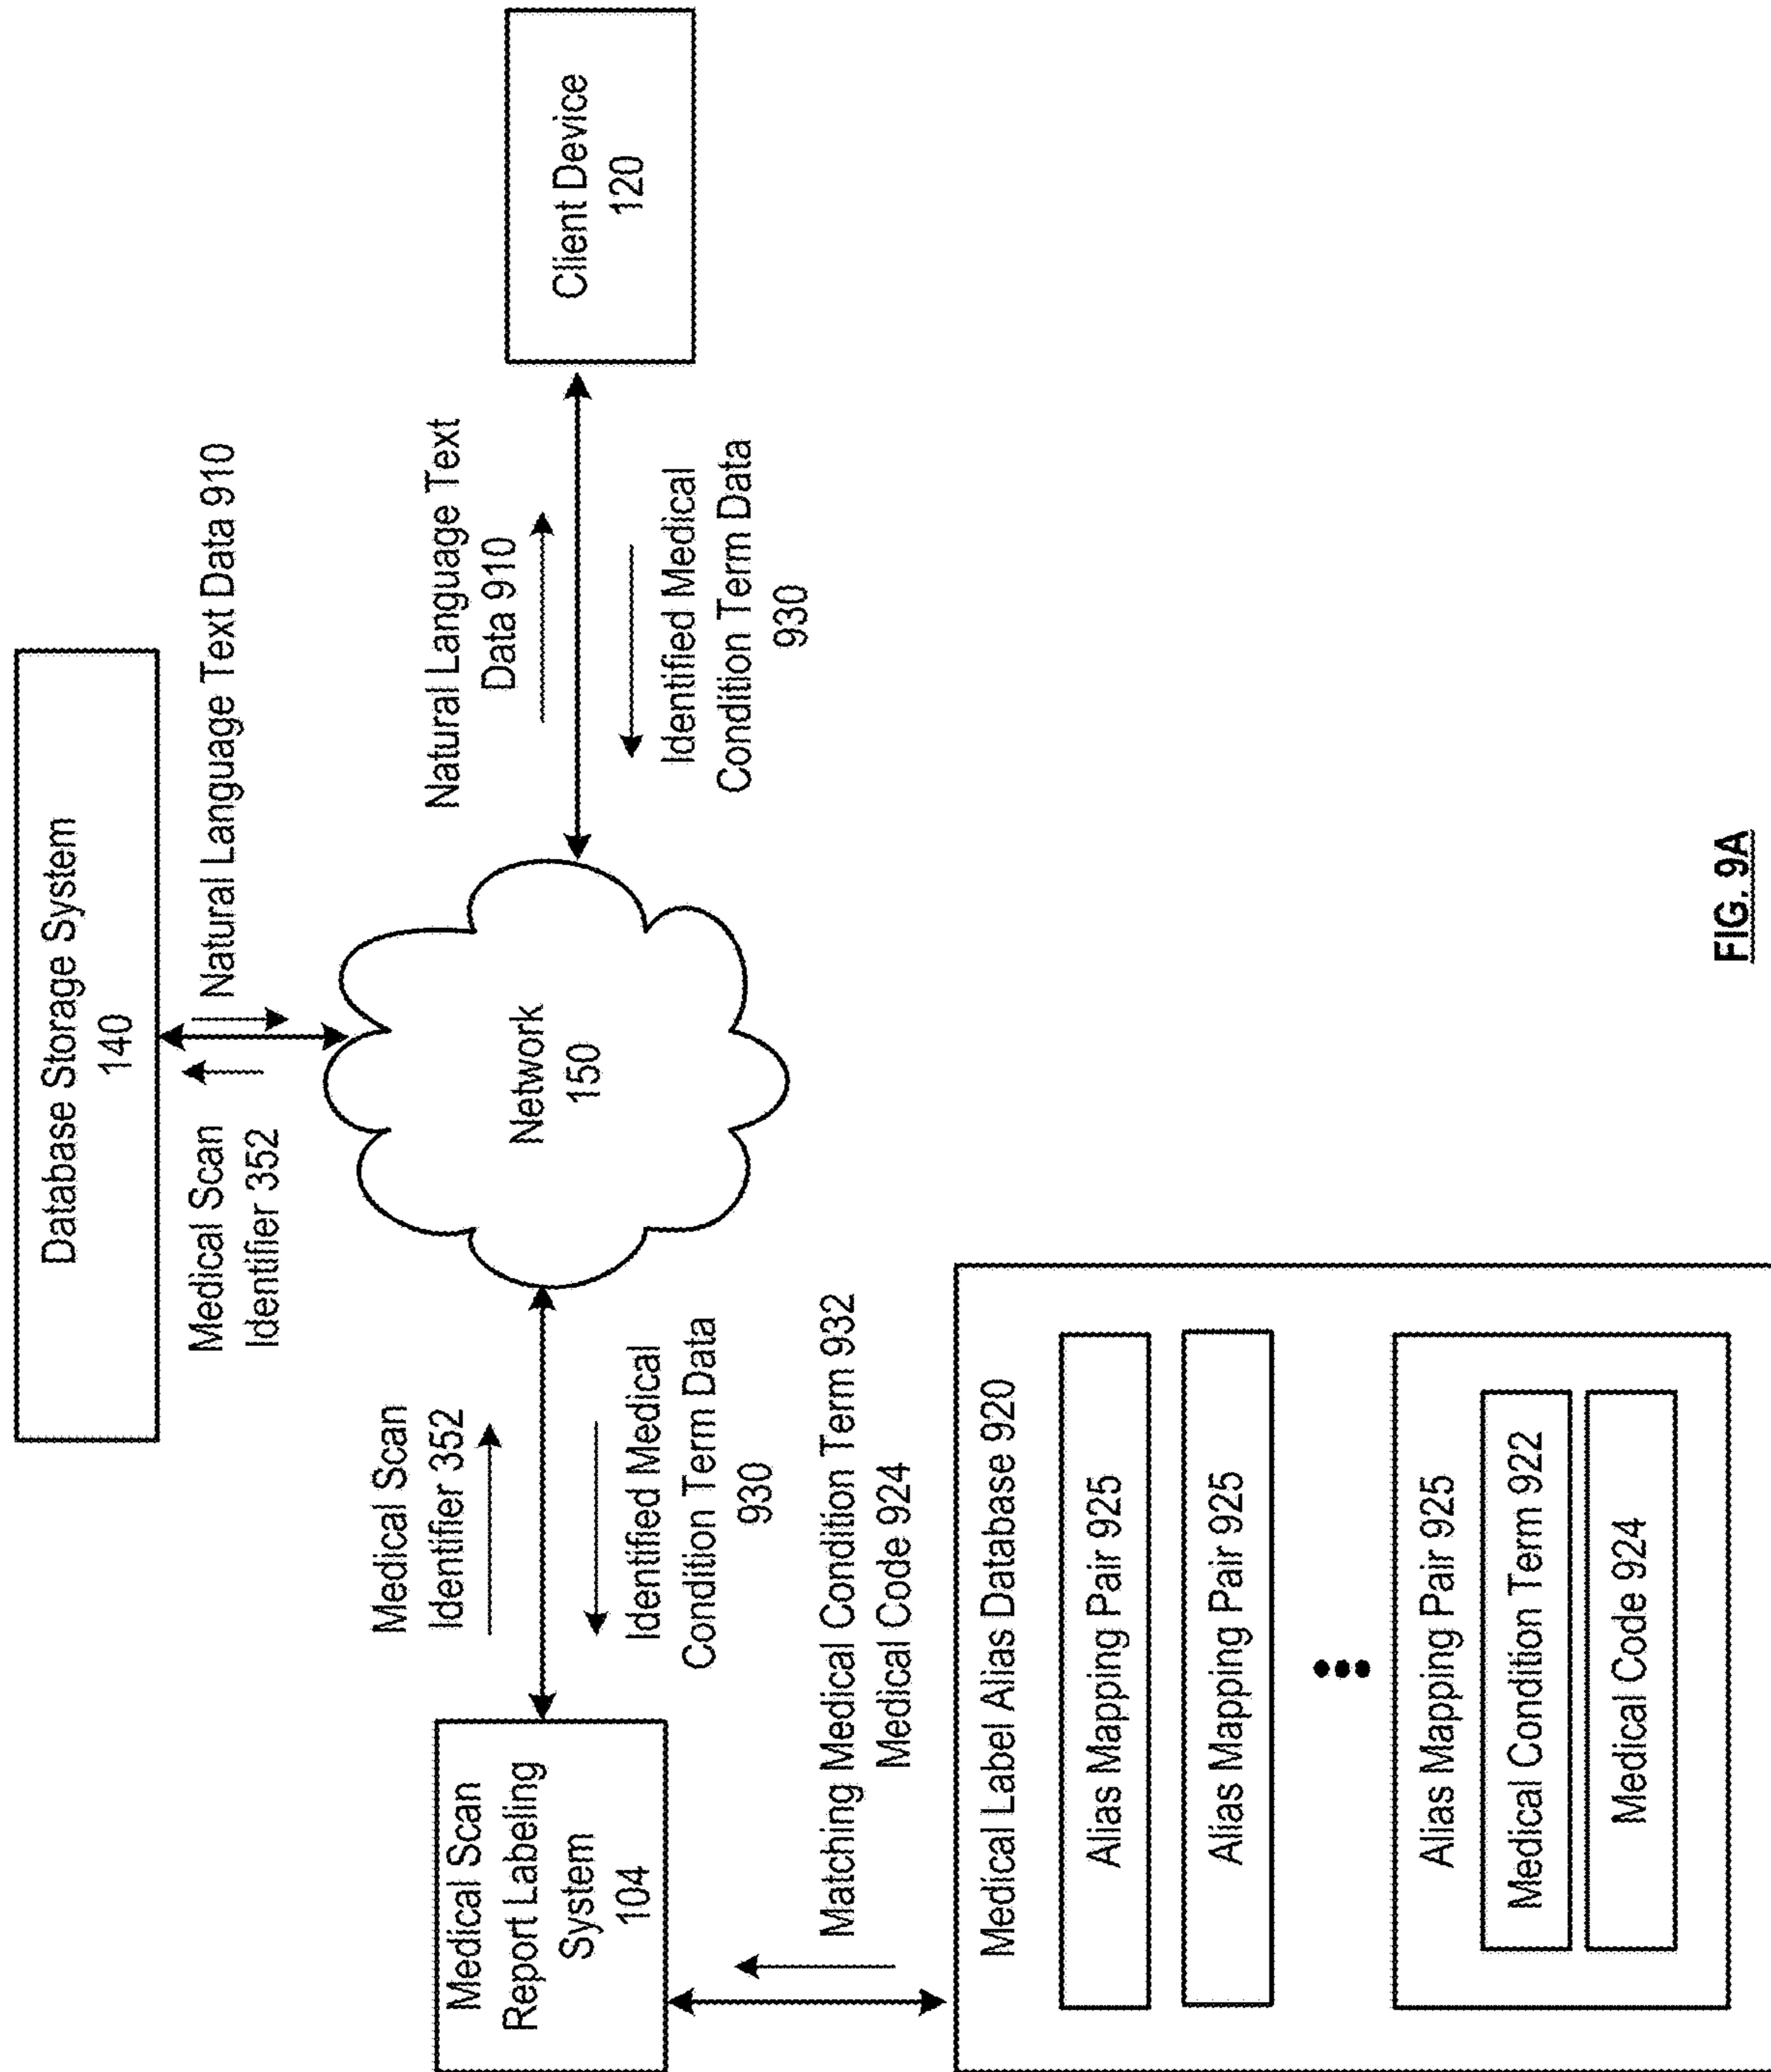 Database Storage System
140
Medical Scan
Identifier 352
Natural Language Text Data 910
Network
150
Natural Language Text
Data 910
Identified Medical
Condition Term Data
930
Client Device
120
Medical Scan
Identifier 352
Identified Medical
Condition Term Data
930
Medical Scan
Report Labeling
System
104
Matching Medical Condition Term 932
Medical Code 924
Medical Label Alias Database 920
Alias Mapping Pair 925
Alias Mapping Pair 925
Alias Mapping Pair 925
Medical Condition Term 922
Medical Code 924
FIG. 9A